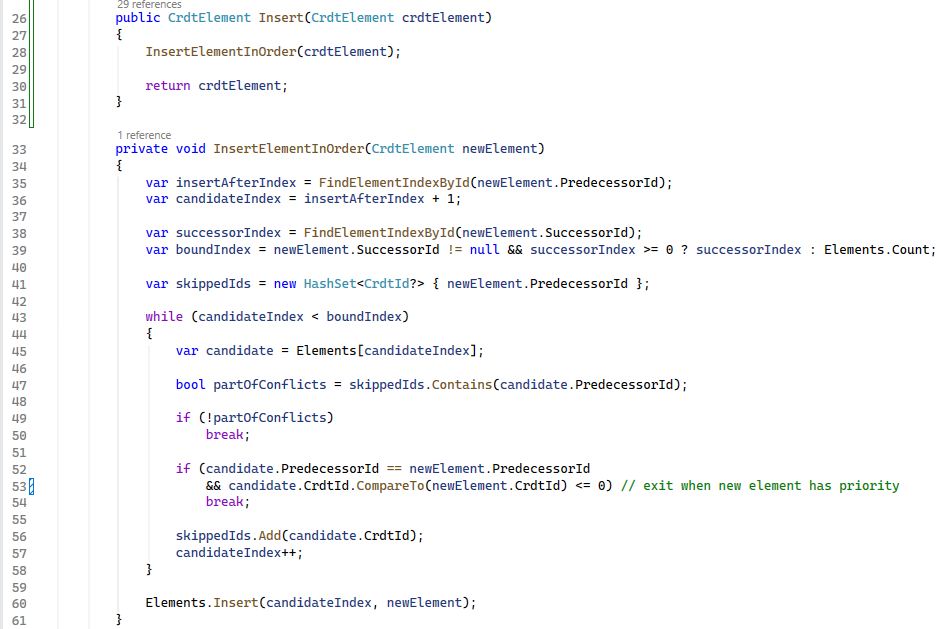 29 references
26 public CrdtElement Insert(CrdtElement crdtElement)
27 {
28 InsertElementInOrder(crdtElement);
29
30 return crdtElement;
31 }
32
1 reference
33 private void InsertElementInOrder(CrdtElement newElement)
34 {
35 var insertAfterIndex = FindElementIndexById(newElement.PredecessorId);
36 var candidateIndex = insertAfterIndex + 1;
37
38 var successorIndex = FindElementIndexById(newElement.SuccessorId);
39 var boundIndex = newElement.SuccessorId != null && successorIndex >= 0 ? successorIndex : Elements.Count;
40
41 var skippedIds = new HashSet<CrdtId?> { newElement.PredecessorId };
42
43 while (candidateIndex < boundIndex)
44 {
45 var candidate = Elements[candidateIndex];
46
47 bool partOfConflicts = skippedIds.Contains(candidate.PredecessorId);
48
49 if (!partOfConflicts)
50 break;
51
52 if (candidate.PredecessorId == newElement.PredecessorId
53 && candidate.CrdtId.CompareTo(newElement.CrdtId) <= 0) // exit when new element has priority
54 break;
55
56 skippedIds.Add(candidate.CrdtId);
57 candidateIndex++;
58 }
59
60 Elements.Insert(candidateIndex, newElement);
61 }